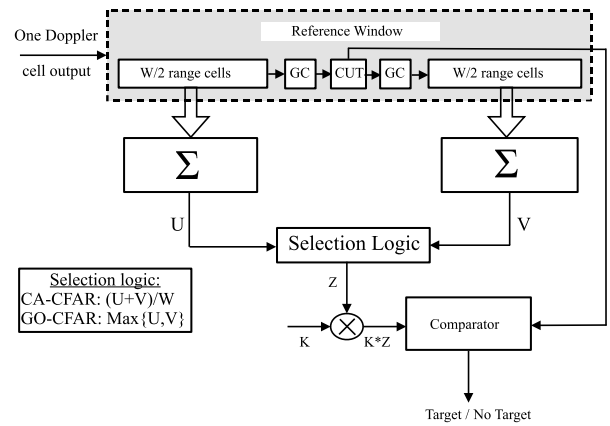 Reference Window
One Doppler
cell output
W/2 range cells
GC
CUT
GC
W/2 range cells
Σ
Σ
U
V
Selection Logic
Selection logic:
CA-CFAR: (U+V)/W
GO-CFAR: Max{U,V}
Z
K
K*Z
Comparator
Target / No Target